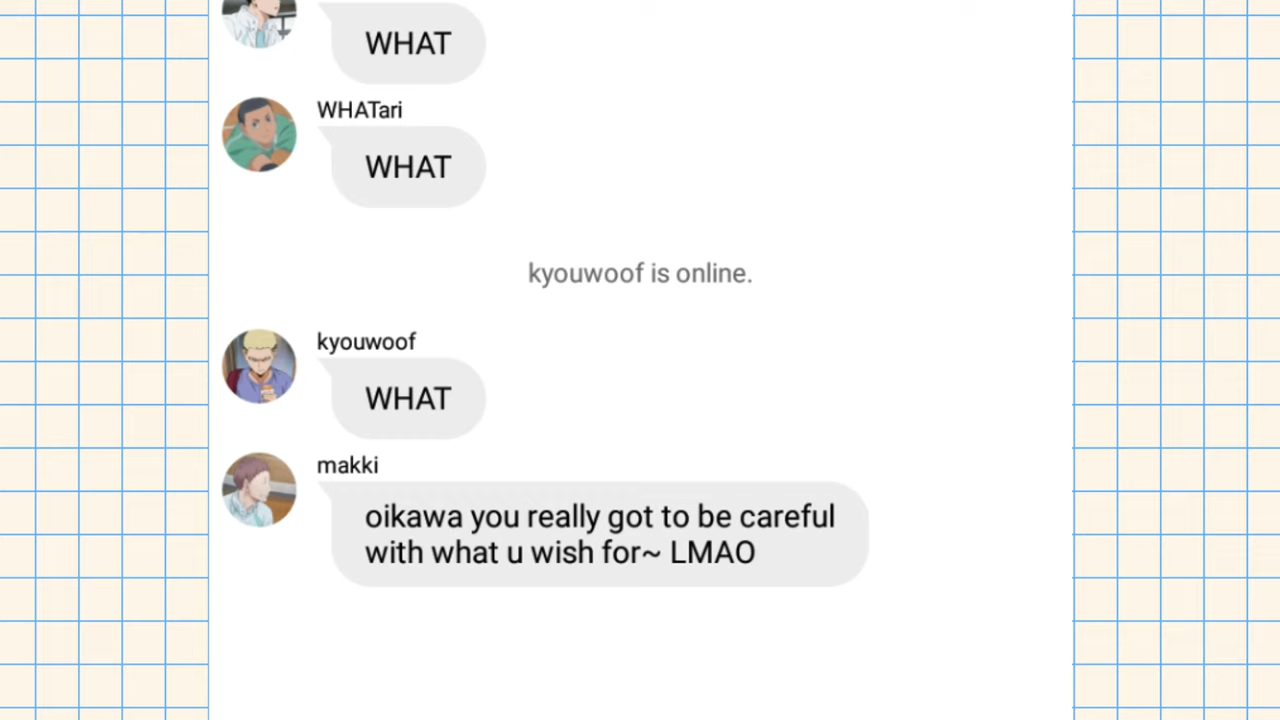 WHAT
WHATari
WHAT
kyouwoof is online.
kyouwoof
WHAT
makki
oikawa you really got to be careful
with what u wish for~ LMAO